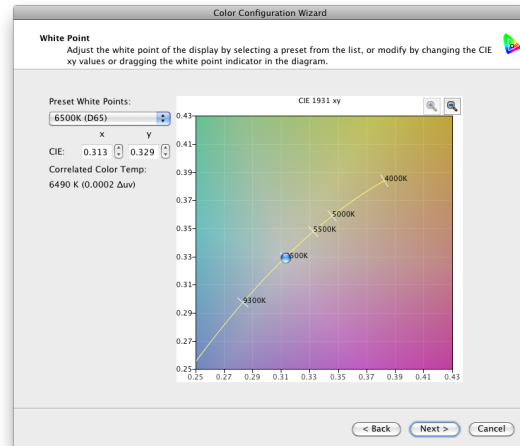 Color Configuration Wizard
White Point
Adjust the white point of the display by selecting a preset from the list, or modify by changing the CIE
xy values or dragging the white point indicator in the diagram.
Preset White Points:
6500K (D65)
x y
CIE: 0.313 0.329
Correlated Color Temp:
6490 K (0.0002 Δuv)
CIE 1931 xy
0.43
0.41
0.39
0.37
0.35
0.33
0.31
0.29
0.27
0.25
4000K
5000K
5500K
6500K
9300K
0.25 0.27 0.29 0.31 0.33 0.35 0.37 0.39 0.41 0.43
< Back Next > Cancel